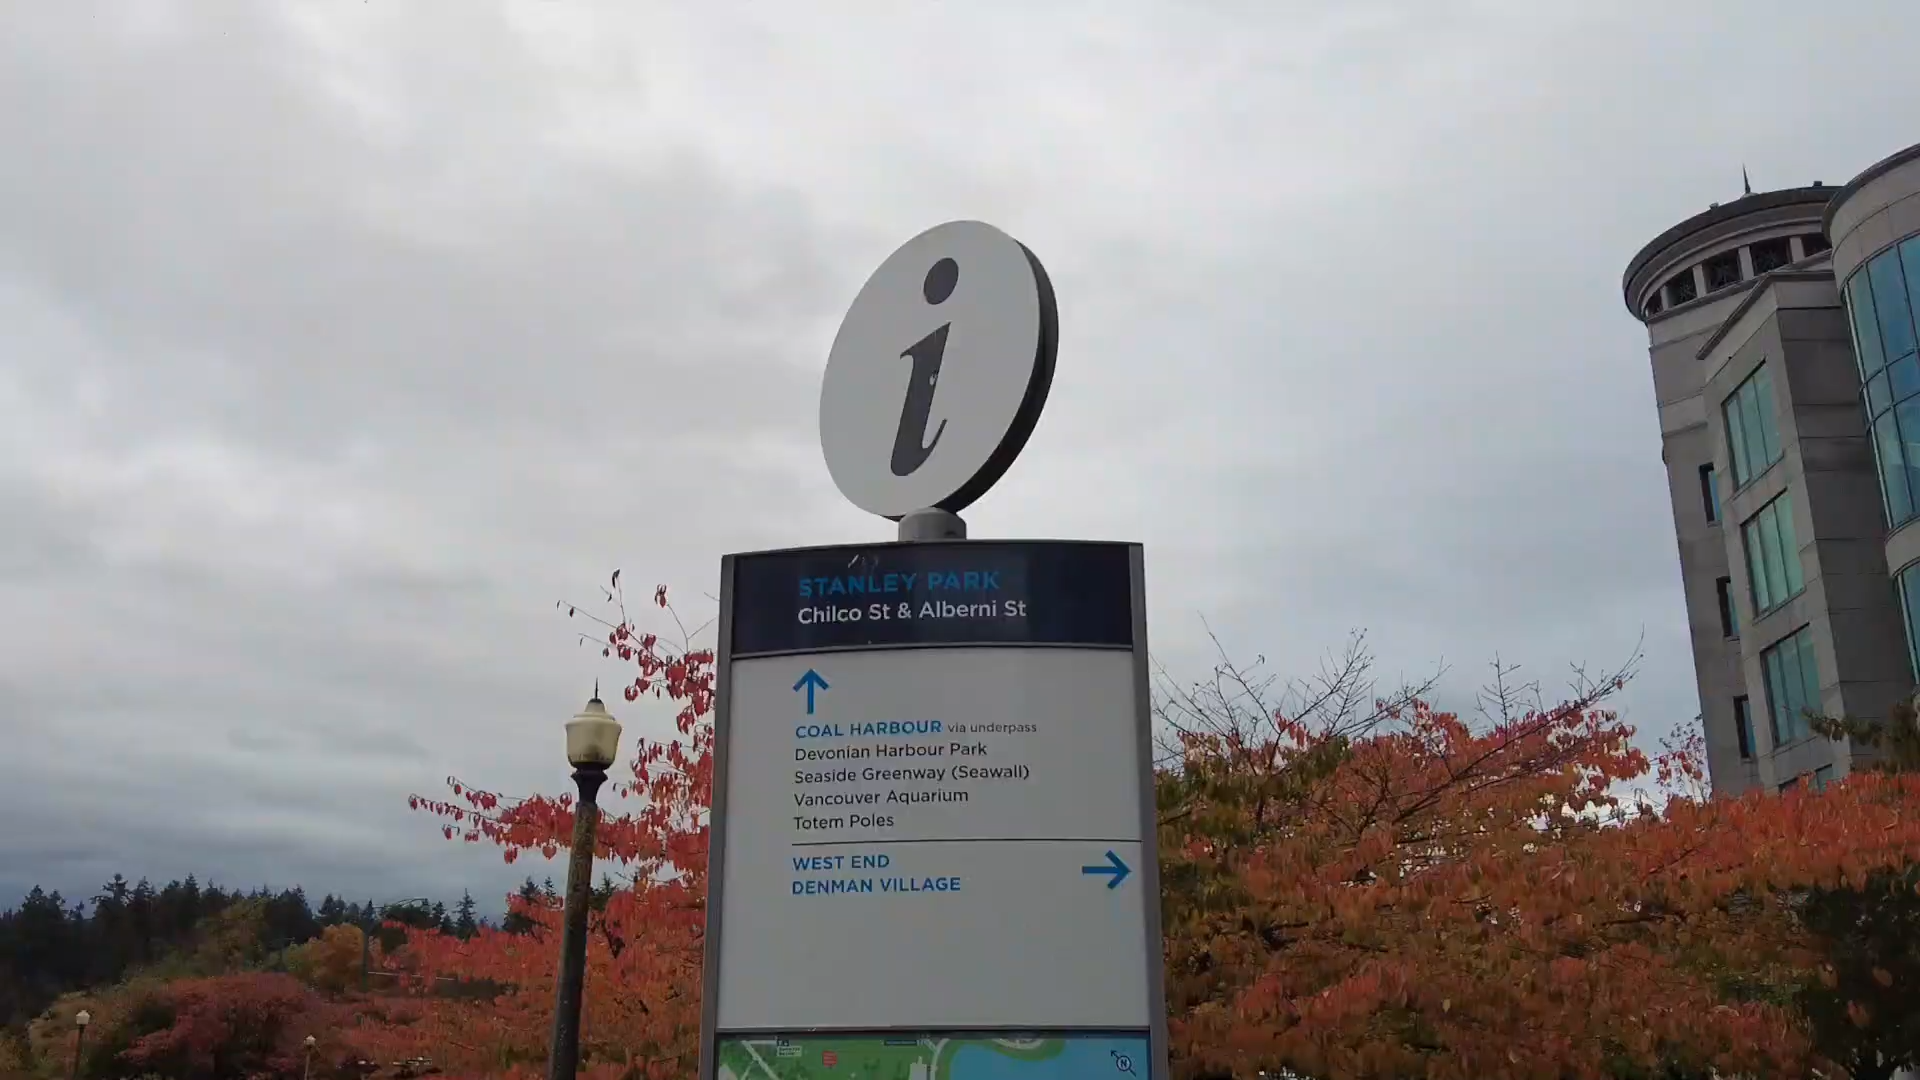 i
STANLEY PARK
Chilco St & Alberni St
COAL HARBOUR via underpass
Devonian Harbour Park
Seaside Greenway (Seawall)
Vancouver Aquarium
Totem Poles
WEST END
DENMAN VILLAGE
N